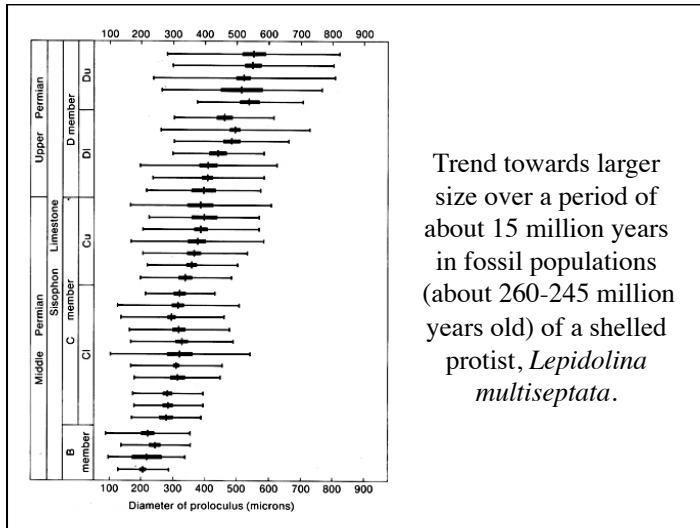 100 200 300 400 500 600 700 800 900
Upper Permian
Middle Permian
Sisophon Limestone
D member
C member
B member
Du
Dl
Cu
Cl
100 200 300 400 500 600 700 800 900
Diameter of proloculus (microns)
Trend towards larger
size over a period of
about 15 million years
in fossil populations
(about 260-245 million
years old) of a shelled
protist, Lepidolina
multiseptata.